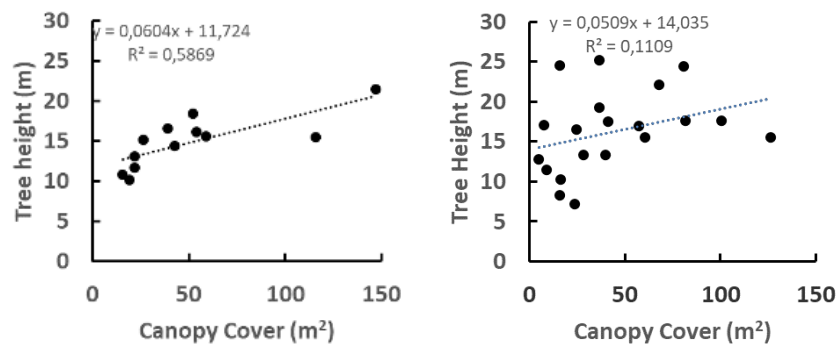 y = 0,0604x + 11,724
R² = 0,5869
30
25
20
15
10
5
0
Tree height (m)
0 50 100 150
Canopy Cover (m²)
y = 0,0509x + 14,035
R² = 0,1109
30
25
20
15
10
5
0
Tree Height (m)
0 50 100 150
Canopy Cover (m²)